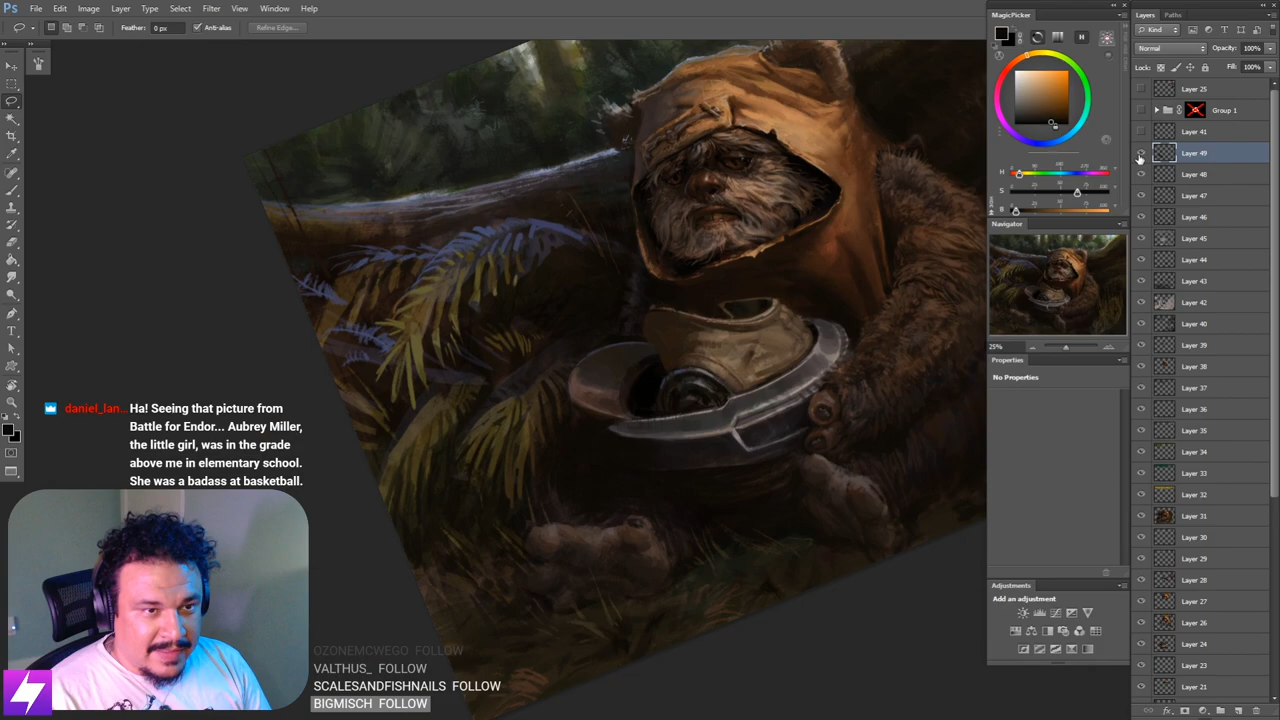 Ps File Edit Image Layer Type Select Filter View Window Help
Feather: 0 px Anti-alias Refine Edge...
MagicPicker
H
H
S
B
Navigator
25%
Properties
No Properties
Adjustments
Add an adjustment
Layers Paths
Kind
Normal Opacity: 100%
Lock: Fill: 100%
Layer 25
Group 1
Layer 41
Layer 49
Layer 48
Layer 47
Layer 46
Layer 45
Layer 44
Layer 43
Layer 42
Layer 40
Layer 39
Layer 38
Layer 37
Layer 36
Layer 35
Layer 34
Layer 33
Layer 32
Layer 31
Layer 30
Layer 29
Layer 28
Layer 27
Layer 26
Layer 24
Layer 23
Layer 21
daniel_lan... Ha! Seeing that picture from
Battle for Endor... Aubrey Miller,
the little girl, was in the grade
above me in elementary school.
She was a badass at basketball.
OZONEMCWEGO FOLLOW
VALTHUS_ FOLLOW
SCALESANDFISHNAILS FOLLOW
BIGMISCH FOLLOW